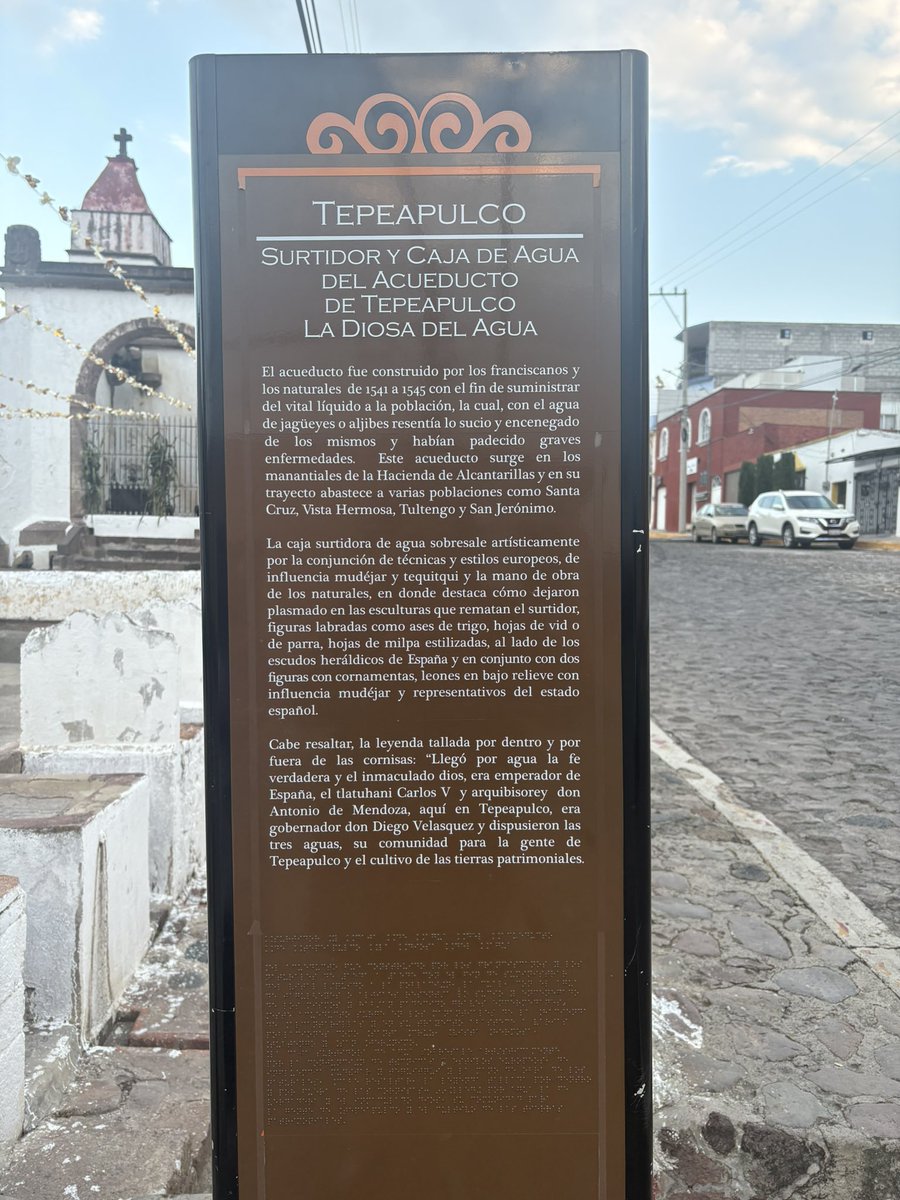 TEPEAPULCO
SURTIDOR Y CAJA DE AGUA
DEL ACUEDUCTO
DE TEPEAPULCO
LA DIOSA DEL AGUA
El acueducto fue construido por los franciscanos y
los naturales de 1541 a 1545 con el fin de suministrar
del vital líquido a la población, la cual, con el agua
de jagüeyes o aljibes resentía lo sucio y encenegado
de los mismos y habían padecido graves
enfermedades. Este acueducto surge en los
manantiales de la Hacienda de Alcantarillas y en su
trayecto abastece a varias poblaciones como Santa
Cruz, Vista Hermosa, Tultengo y San Jerónimo.
La caja surtidora de agua sobresale artísticamente
por la conjunción de técnicas y estilos europeos, de
influencia mudéjar y tequitqui y la mano de obra
de los naturales, en donde destaca cómo dejaron
plasmado en las esculturas que rematan el surtidor,
figuras labradas como ases de trigo, hojas de vid o
de parra, hojas de milpa estilizadas, al lado de los
escudos heráldicos de España y en conjunto con dos
figuras con cornamentas, leones en bajo relieve con
influencia mudéjar y representativos del estado
español.
Cabe resaltar, la leyenda tallada por dentro y por
fuera de las cornisas: “Llegó por agua la fe
verdadera y el inmaculado dios, era emperador de
España, el tlatuhani Carlos V y arquibisorey don
Antonio de Mendoza, aquí en Tepeapulco, era
gobernador don Diego Velasquez y dispusieron las
tres aguas, su comunidad para la gente de
Tepeapulco y el cultivo de las tierras patrimoniales.